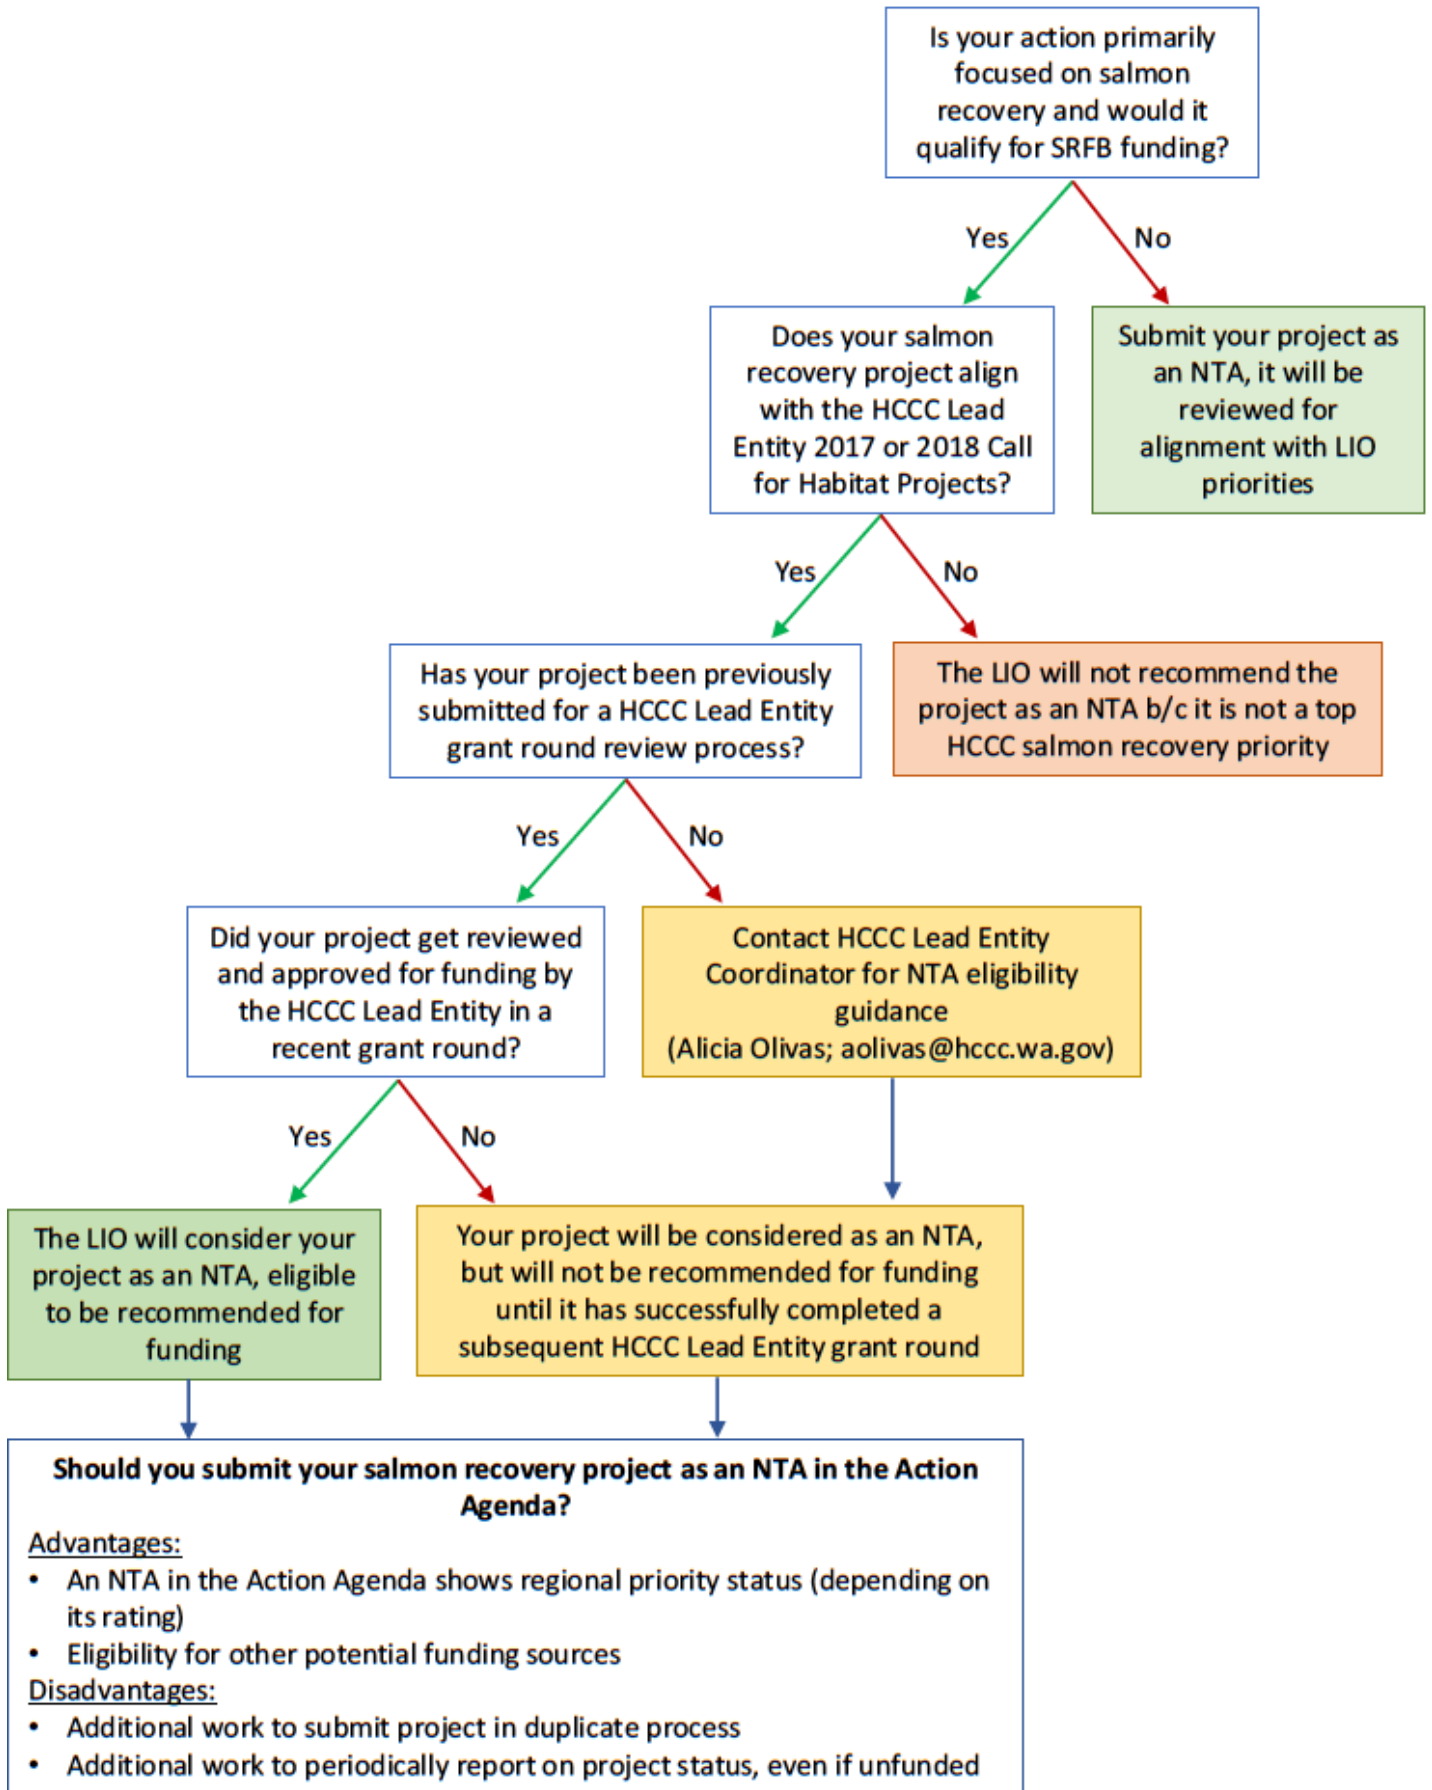 Is your action primarily
focused on salmon
recovery and would it
qualify for SRFB funding?
Yes
No
Does your salmon
recovery project align
with the HCCC Lead
Entity 2017 or 2018 Call
for Habitat Projects?
Submit your project as
an NTA, it will be
reviewed for
alignment with LIO
priorities
Yes
No
Has your project been previously
submitted for a HCCC Lead Entity
grant round review process?
The LIO will not recommend the
project as an NTA b/c it is not a top
HCCC salmon recovery priority
Yes
No
Did your project get reviewed
and approved for funding by
the HCCC Lead Entity in a
recent grant round?
Contact HCCC Lead Entity
Coordinator for NTA eligibility
guidance
(Alicia Olivas; aolivas@hccc.wa.gov)
Yes
No
The LIO will consider your
project as an NTA, eligible
to be recommended for
funding
Your project will be considered as an NTA,
but will not be recommended for funding
until it has successfully completed a
subsequent HCCC Lead Entity grant round
Should you submit your salmon recovery project as an NTA in the Action
Agenda?
Advantages:
• An NTA in the Action Agenda shows regional priority status (depending on
its rating)
• Eligibility for other potential funding sources
Disadvantages:
• Additional work to submit project in duplicate process
• Additional work to periodically report on project status, even if unfunded